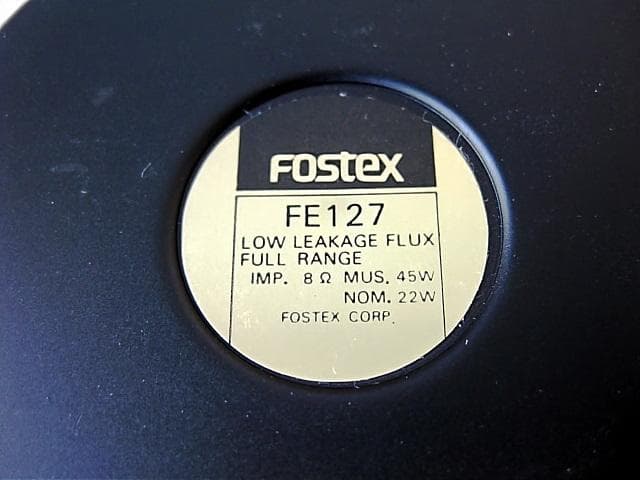 FOSTEX
FE127
LOW LEAKAGE FLUX
FULL RANGE
IMP. 8 Ω MUS. 45W
NOM. 22W
FOSTEX CORP.